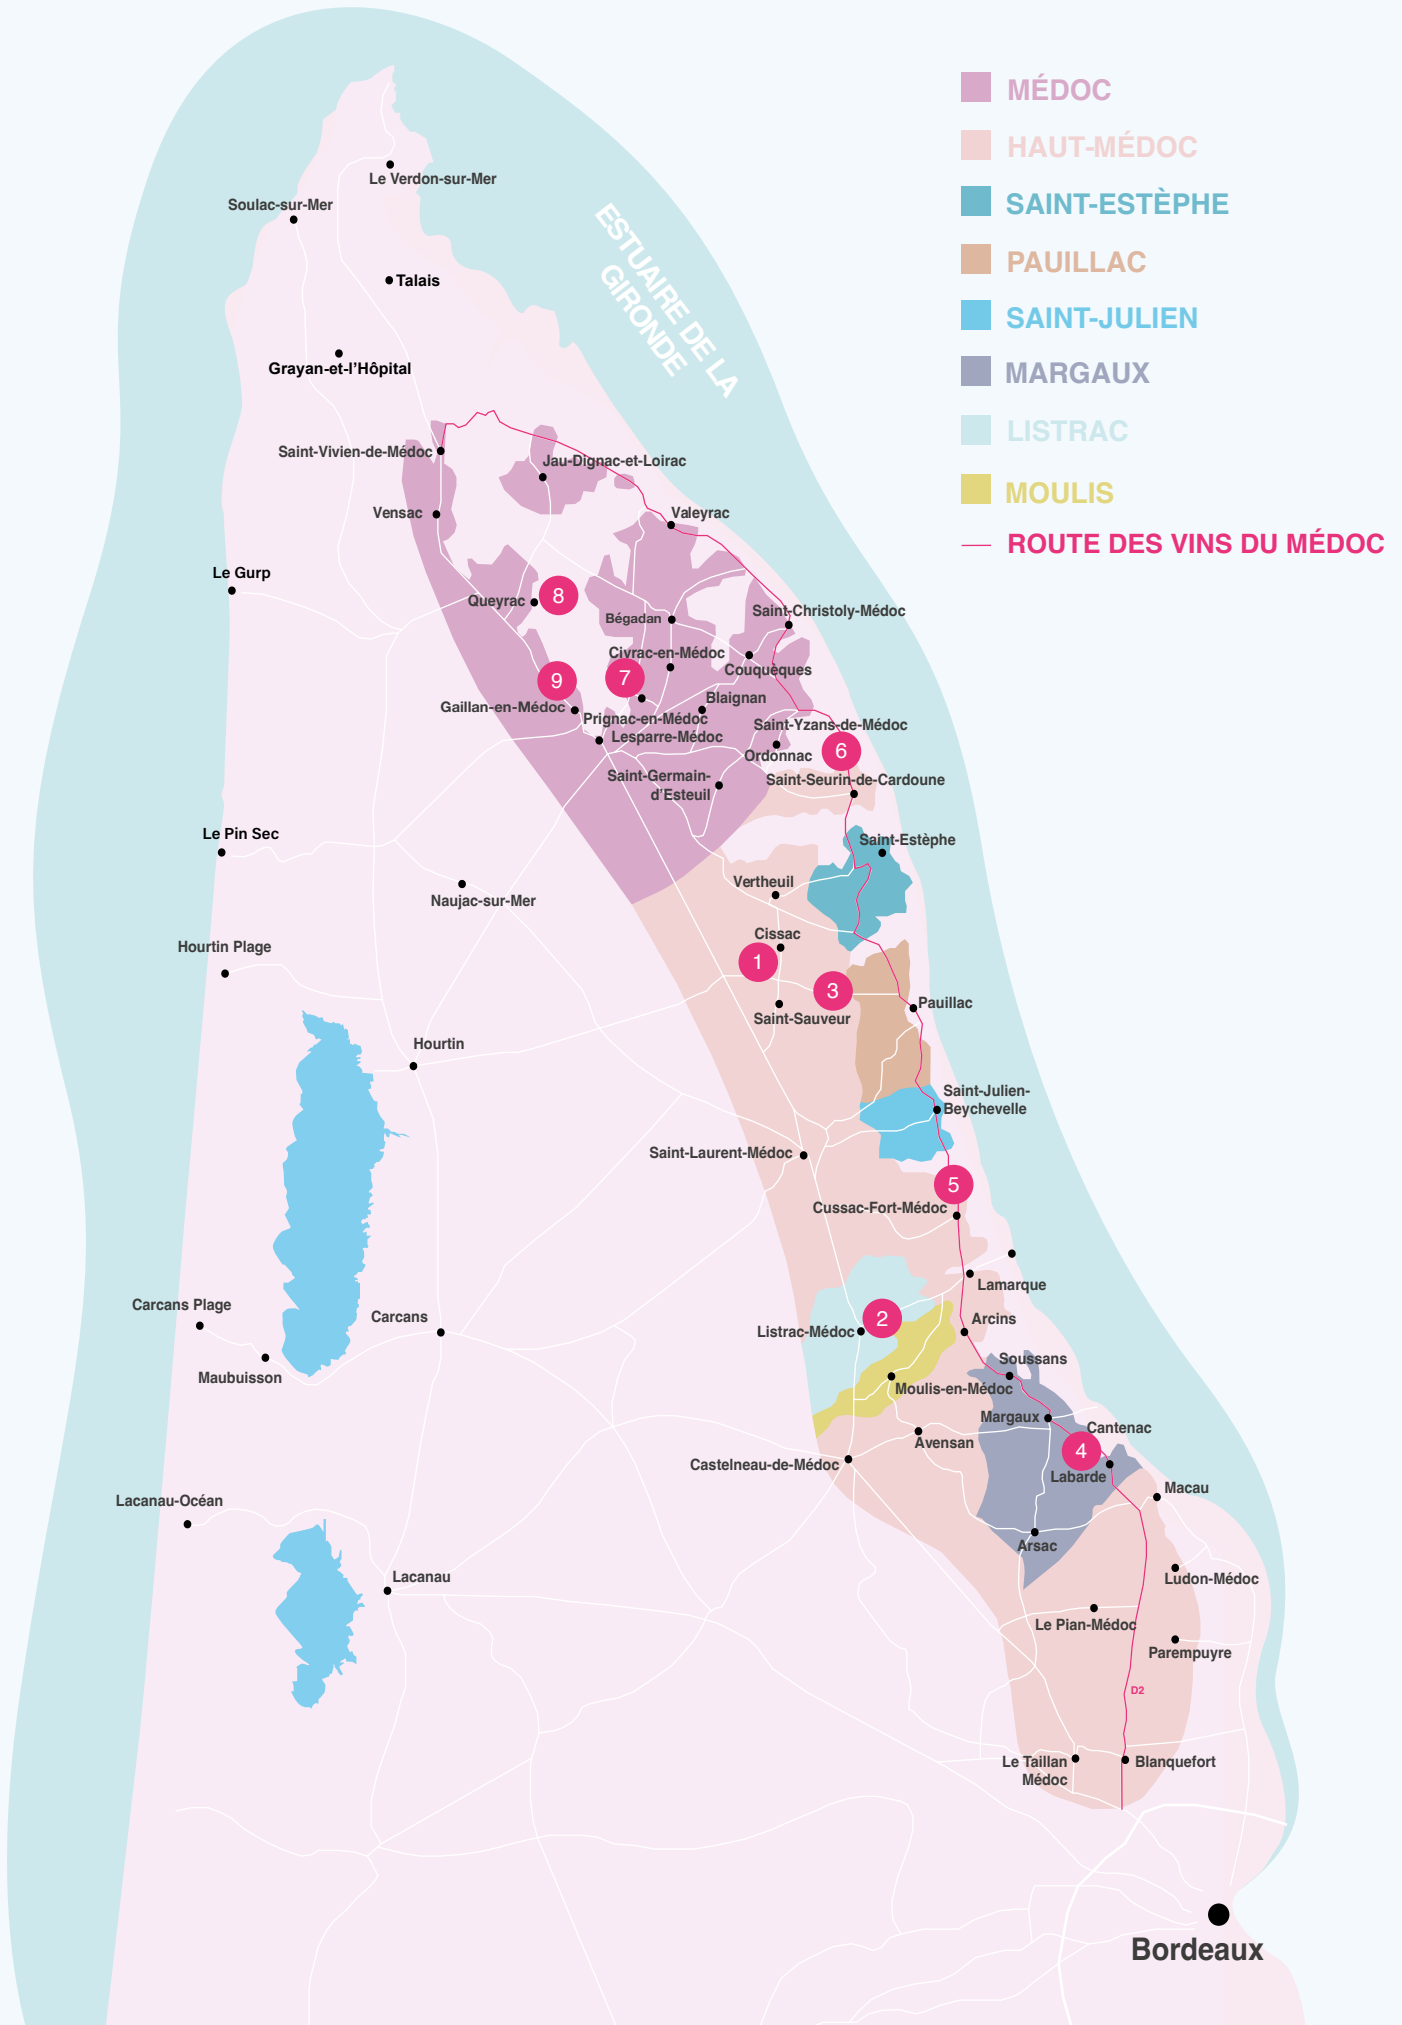 MÉDOC
HAUT-MÉDOC
SAINT-ESTÈPHE
PAUILLAC
SAINT-JULIEN
MARGAUX
LISTRAC
MOULIS
ROUTE DES VINS DU MÉDOC
ESTUAIRE DE LA
GIRONDE
Le Verdon-sur-Mer
Soulac-sur-Mer
Talais
Grayan-et-l'Hôpital
Saint-Vivien-de-Médoc
Jau-Dignac-et-Loirac
Vensac
Valeyrac
Le Gurp
Queyrac
8
Bégadan
Saint-Christoly-Médoc
Civrac-en-Médoc
Couquèques
9
7
Gaillan-en-Médoc
Blaignan
Prignac-en-Médoc
Saint-Yzans-de-Médoc
Lesparre-Médoc
6
Ordonnac
Saint-Germain-
d'Esteuil
Saint-Seurin-de-Cardoune
Le Pin Sec
Saint-Estèphe
Vertheuil
Naujac-sur-Mer
Cissac
Hourtin Plage
1
3
Pauillac
Saint-Sauveur
Hourtin
Saint-Julien-
Beychevelle
Saint-Laurent-Médoc
5
Cussac-Fort-Médoc
Lamarque
Carcans Plage
Carcans
2
Arcins
Listrac-Médoc
Soussans
Maubuisson
Moulis-en-Médoc
Margaux
Cantenac
Avensan
4
Castelneau-de-Médoc
Labarde
Macau
Lacanau-Océan
Arsac
Lacanau
Ludon-Médoc
Le Pian-Médoc
Parempuyre
D2
Le Taillan
Médoc
Blanquefort
Bordeaux